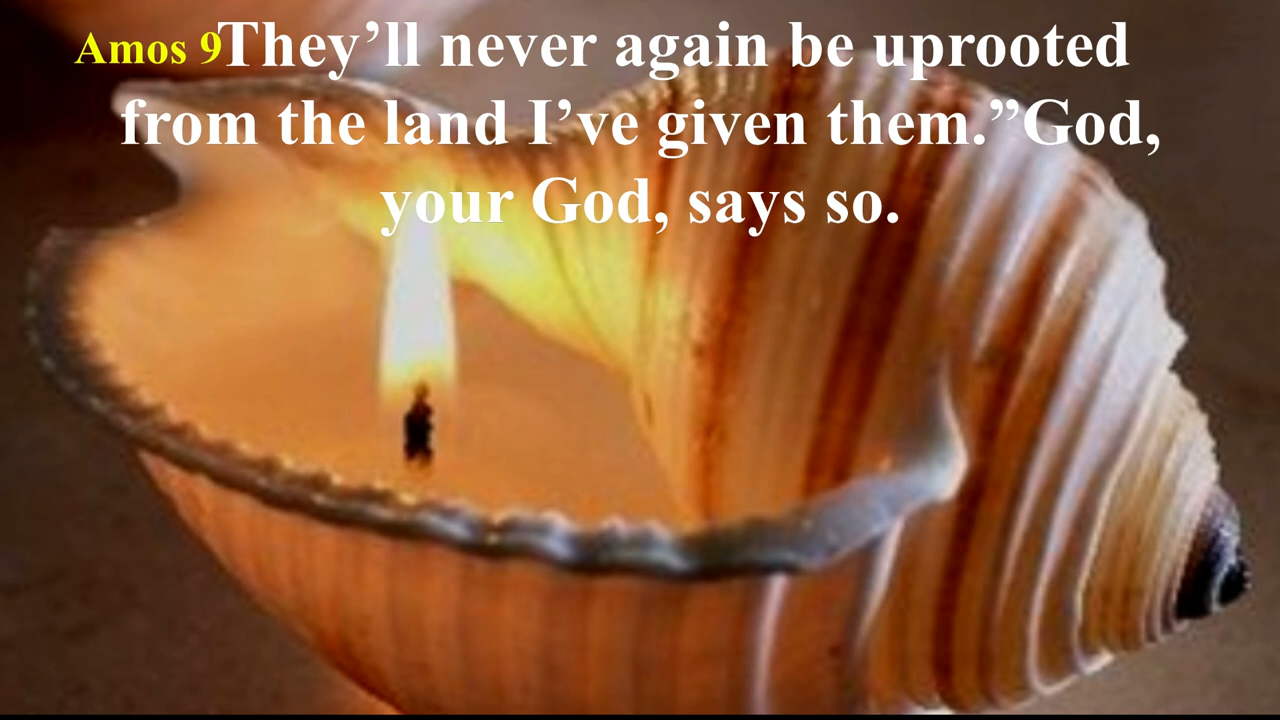 Amos 9They’ll never again be uprooted
from the land I’ve given them.”God,
your God, says so.